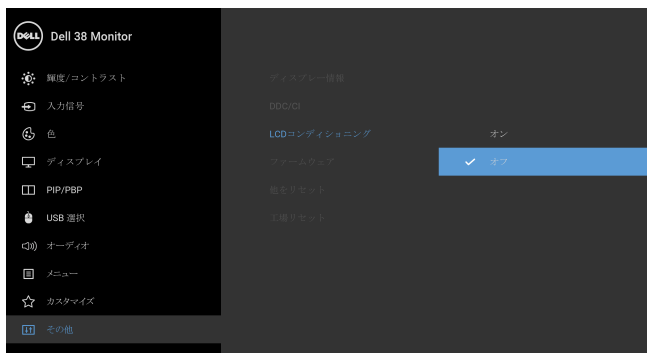 DELL Dell 38 Monitor
輝度/コントラスト
ディスプレー情報
入力信号
DDC/CI
色
LCDコンディショニング
オン
ディスプレイ
ファームウェア
オフ
PIP/PBP
他をリセット
USB 選択
工場リセット
オーディオ
メニュー
カスタマイズ
その他